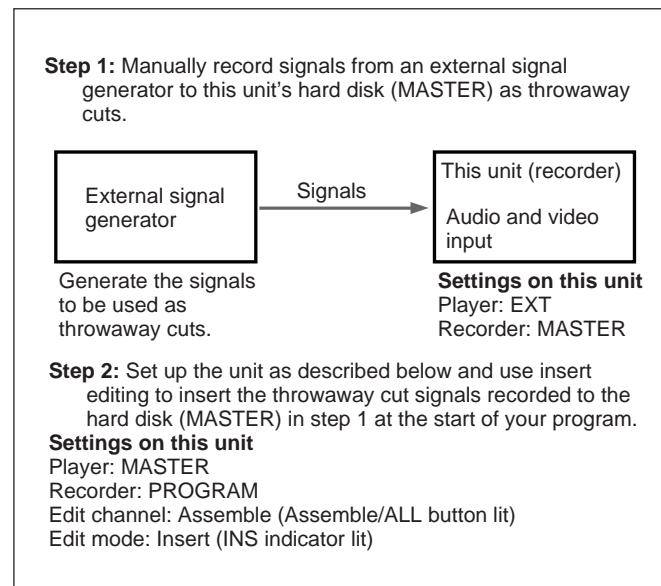 Step 1: Manually record signals from an external signal
generator to this unit's hard disk (MASTER) as throwaway
cuts.
External signal
generator
Signals
This unit (recorder)
Audio and video
input
Generate the signals
to be used as
throwaway cuts.
Settings on this unit
Player: EXT
Recorder: MASTER
Step 2: Set up the unit as described below and use insert
editing to insert the throwaway cut signals recorded to the
hard disk (MASTER) in step 1 at the start of your program.
Settings on this unit
Player: MASTER
Recorder: PROGRAM
Edit channel: Assemble (Assemble/ALL button lit)
Edit mode: Insert (INS indicator lit)